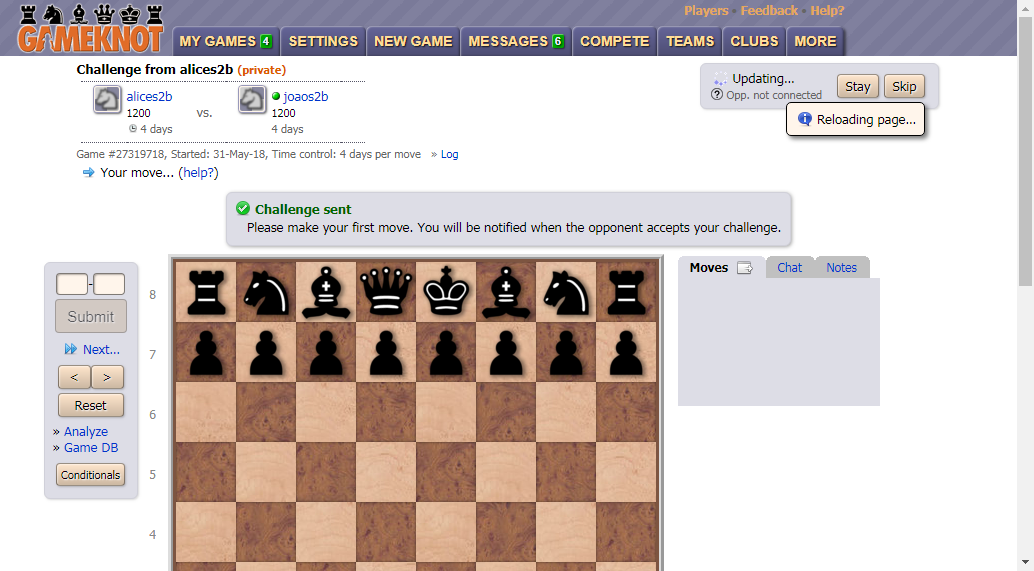 Players • Feedback • Help?
GAMEKNOT
MY GAMES 4 SETTINGS NEW GAME MESSAGES 6 COMPETE TEAMS CLUBS MORE
Challenge from alices2b (private)
alices2b
1200
4 days
vs.
joaos2b
1200
4 days
Updating...
Opp. not connected
Stay
Skip
Reloading page...
Game #27319718, Started: 31-May-18, Time control: 4 days per move » Log
Your move... (help?)
Challenge sent
Please make your first move. You will be notified when the opponent accepts your challenge.
-
Submit
Next...
< >
Reset
» Analyze
» Game DB
Conditionals
8
7
6
5
4
Moves Chat Notes